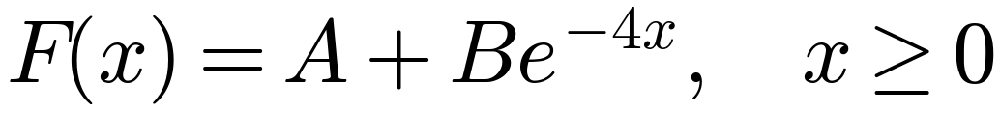 F(x) = A + Be^{-4x}, x ≥ 0